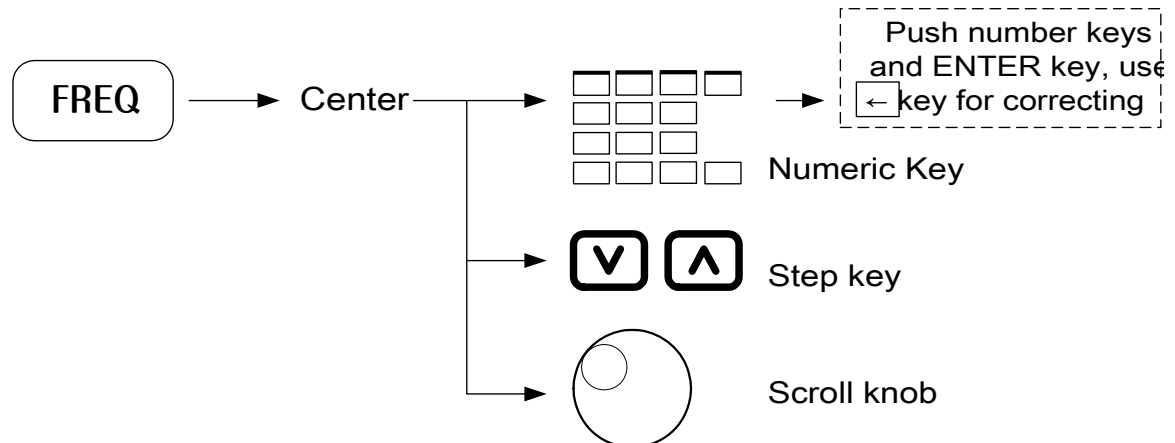 FREQ
Center
Push number keys
and ENTER key, use
← key for correcting
Numeric Key
Step key
Scroll knob